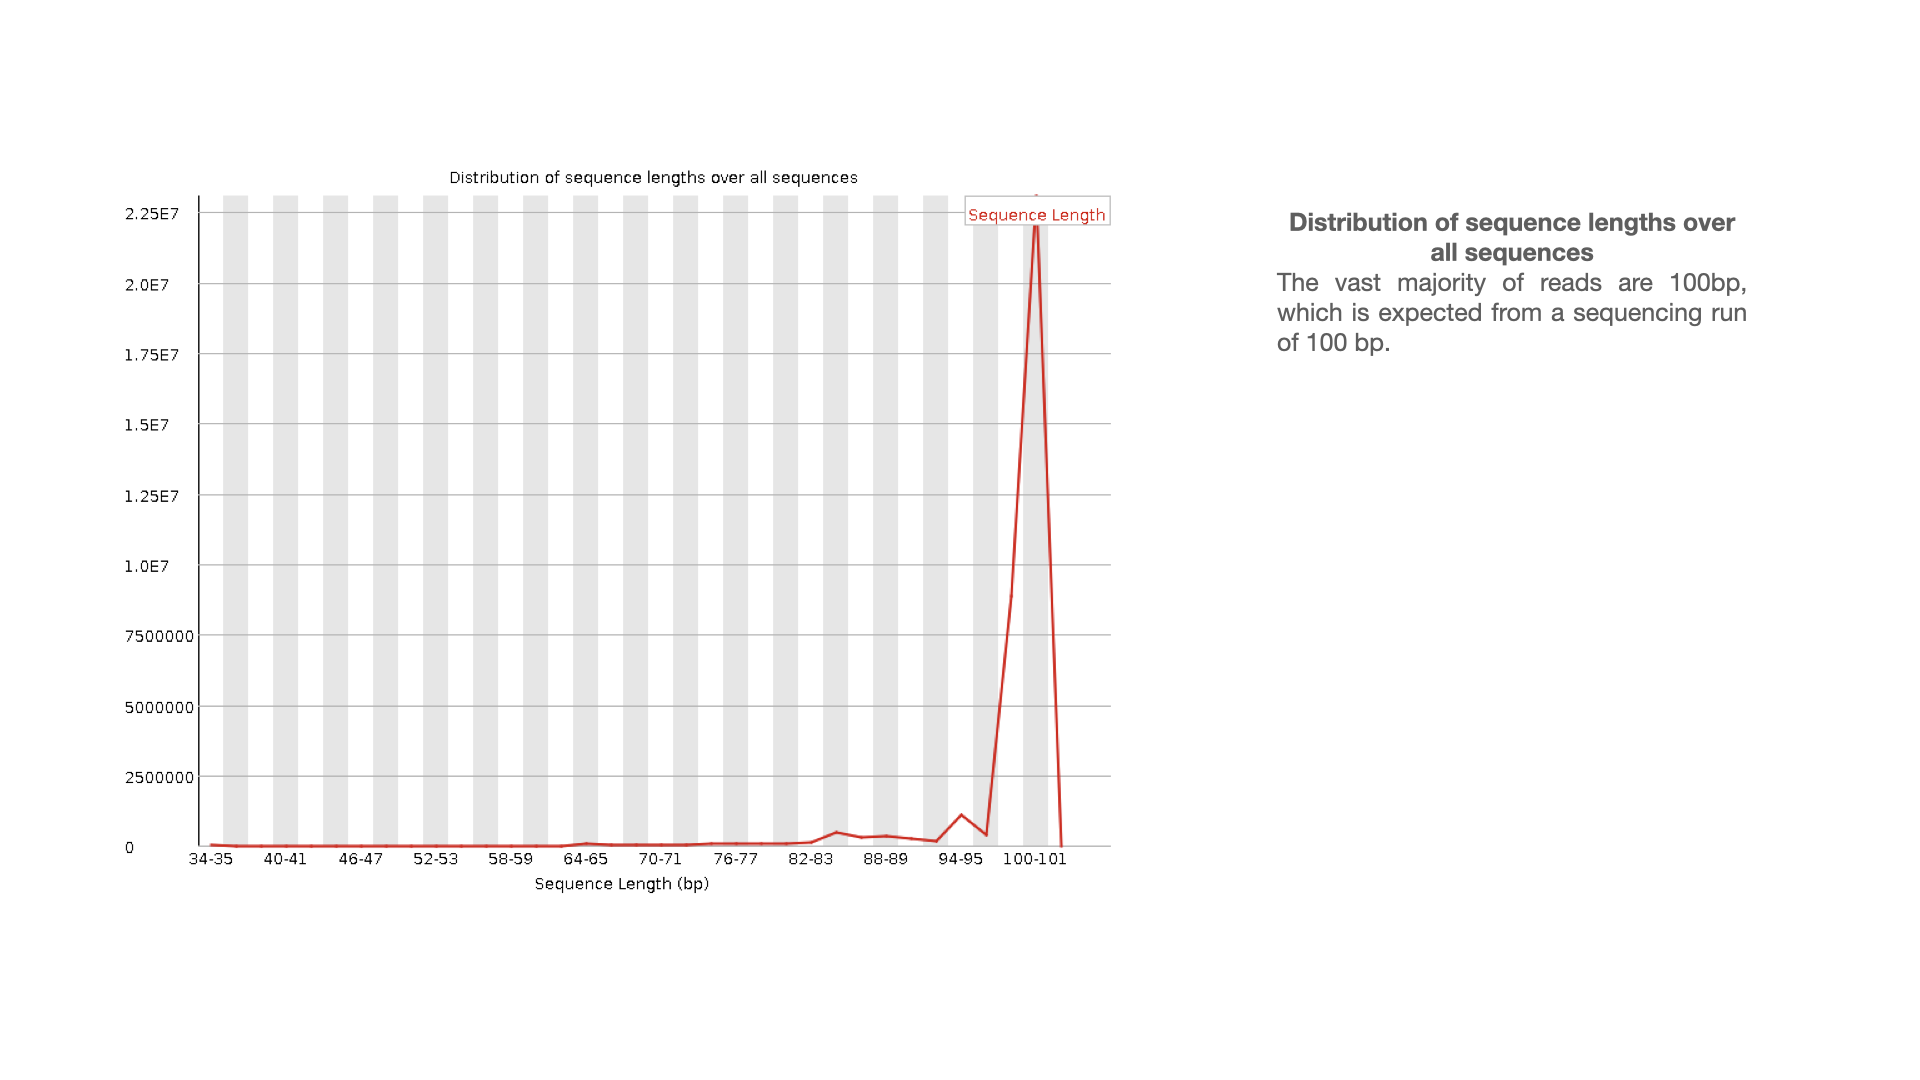 Distribution of sequence lengths over all sequences
2.25E7
2.0E7
1.75E7
1.5E7
1.25E7
1.0E7
7500000
5000000
2500000
0
Sequence Length
34-35 40-41 46-47 52-53 58-59 64-65 70-71 76-77 82-83 88-89 94-95 100-101
Sequence Length (bp)
Distribution of sequence lengths over
all sequences
The vast majority of reads are 100bp,
which is expected from a sequencing run
of 100 bp.